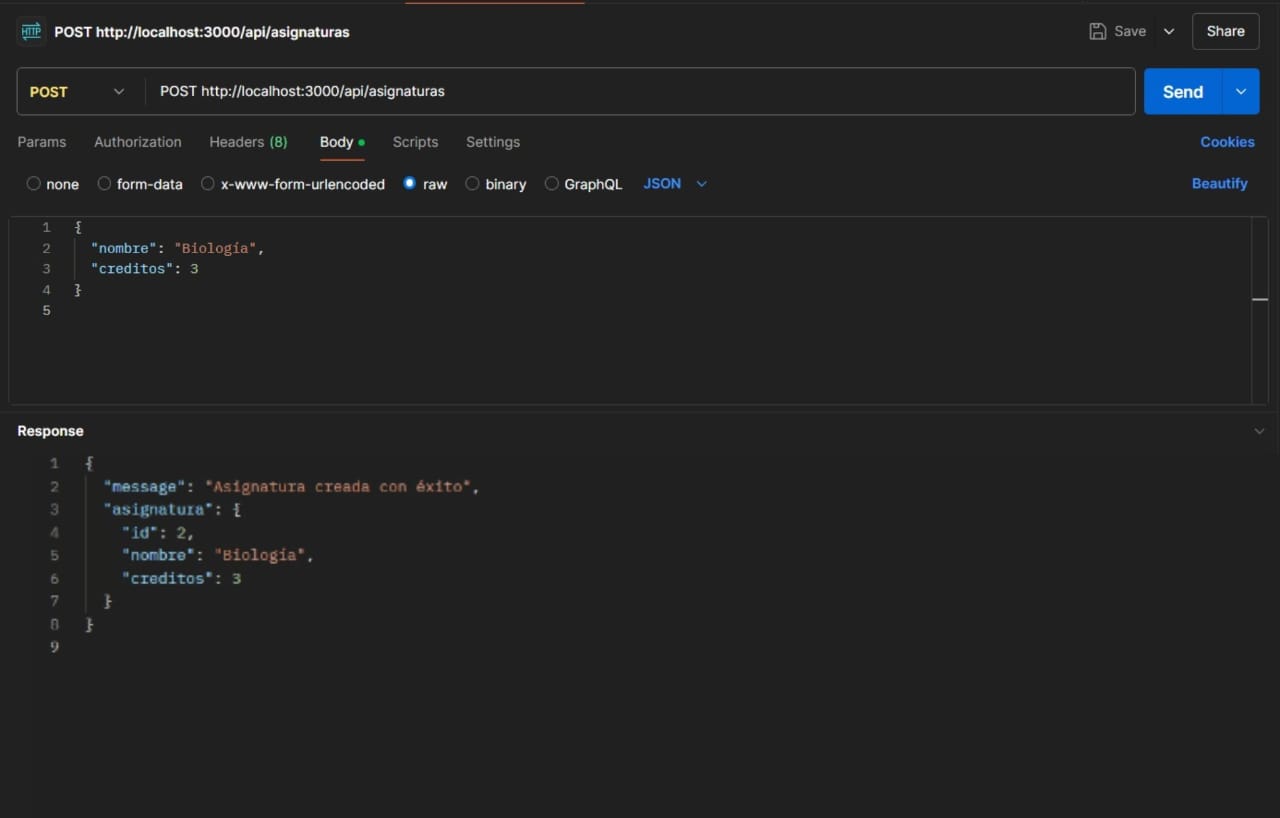 HTTP POST http://localhost:3000/api/asignaturas Save Share
POST POST http://localhost:3000/api/asignaturas Send
Params Authorization Headers (8) Body Scripts Settings Cookies
none form-data x-www-form-urlencoded raw binary GraphQL JSON Beautify
1 {
2 "nombre": "Biología",
3 "creditos": 3
4 }
5
Response
1 {
2 "message": "Asignatura creada con éxito",
3 "asignatura": {
4 "id": 2,
5 "nombre": "Biología",
6 "creditos": 3
7 }
8 }
9